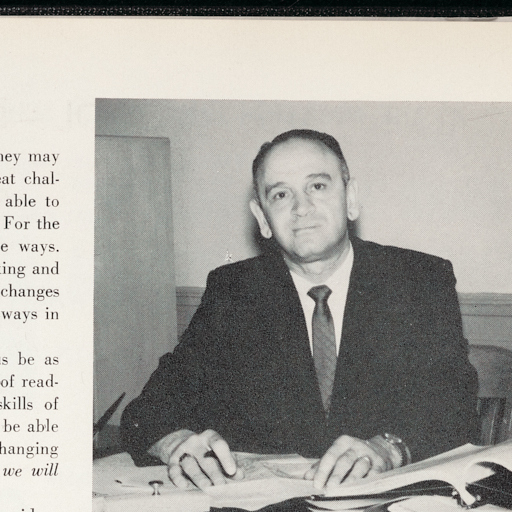 ney may
eat chal-
able to
For the
e ways.
king and
changes
ways in
us be as
of read-
skills of
be able
hanging
we will